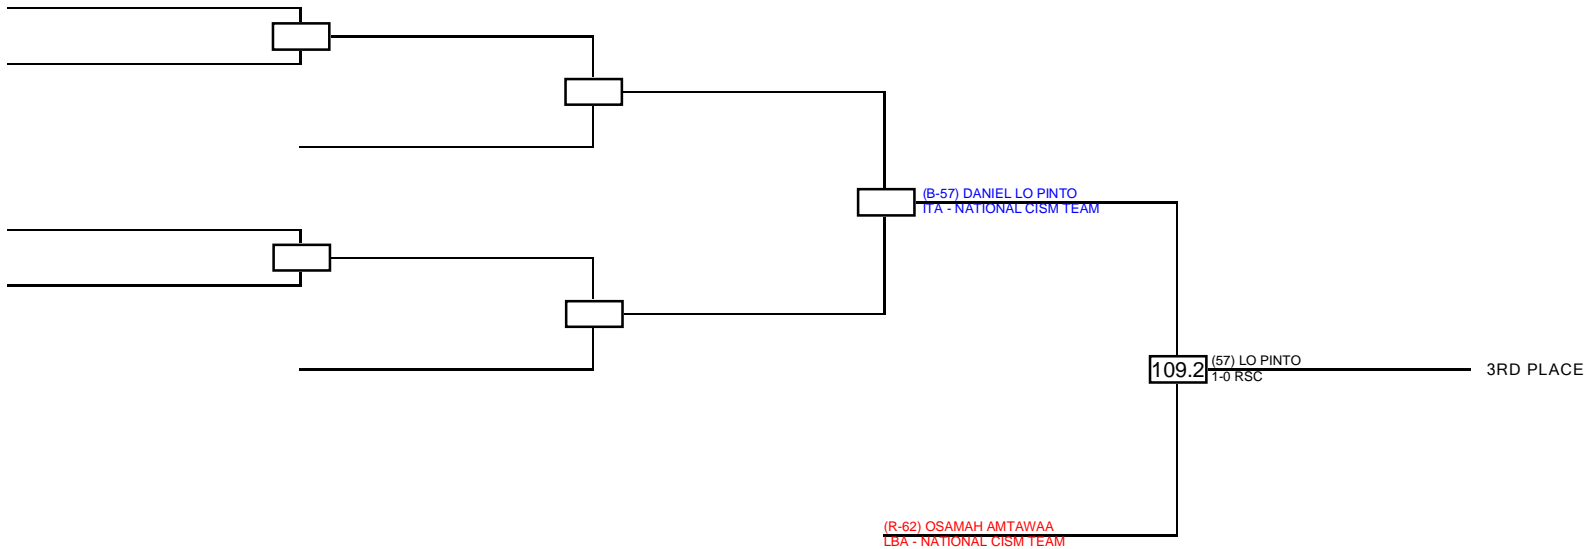 (B-57) DANIEL LO PINTO
ITA - NATIONAL CISM TEAM
109.2
(57) LO PINTO
1-0 RSC
3RD PLACE
(R-62) OSAMAH AMTAWAA
LBA - NATIONAL CISM TEAM